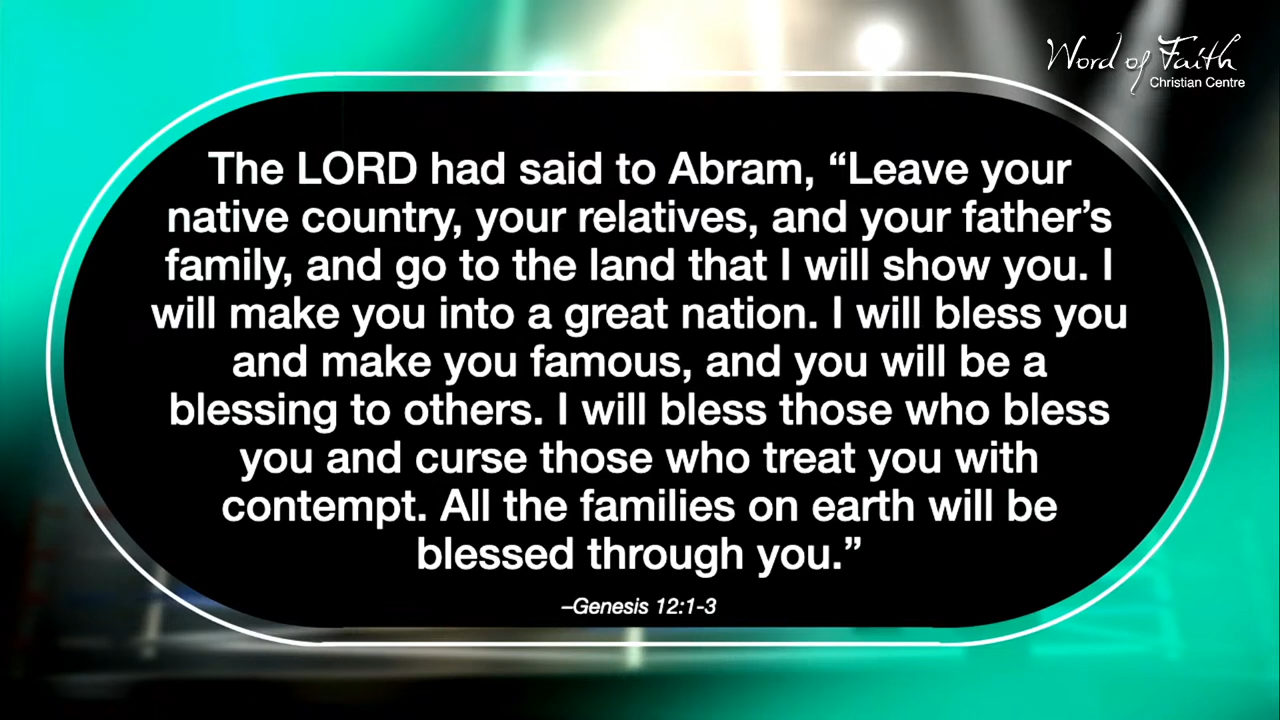 Word of Faith
Christian Centre
The LORD had said to Abram, “Leave your
native country, your relatives, and your father’s
family, and go to the land that I will show you. I
will make you into a great nation. I will bless you
and make you famous, and you will be a
blessing to others. I will bless those who bless
you and curse those who treat you with
contempt. All the families on earth will be
blessed through you.”
–Genesis 12:1-3